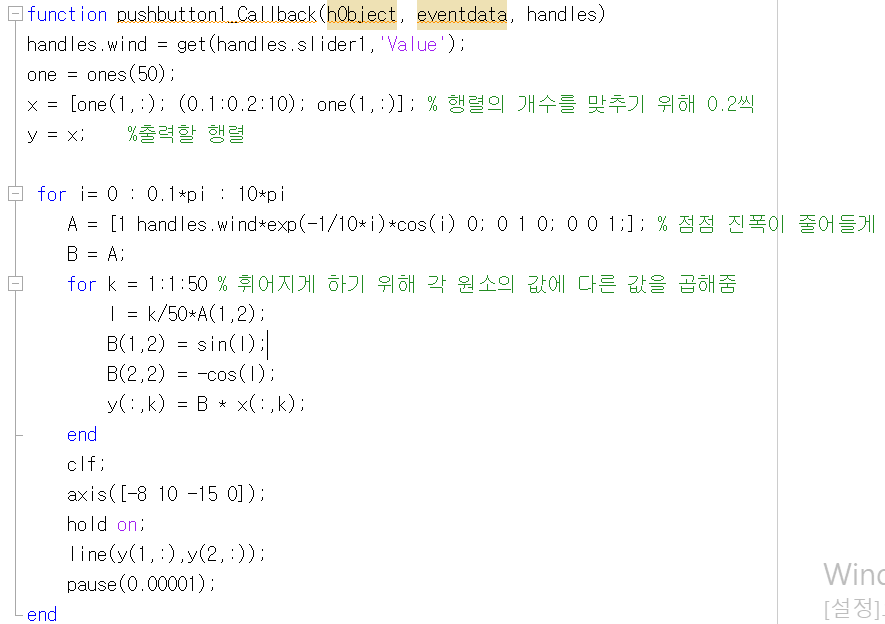 function pushbutton1_Callback(hObject, eventdata, handles)
handles.wind = get(handles.slider1,'Value');
one = ones(50);
x = [one(1,:); (0.1:0.2:10); one(1,:)]; % 행렬의 개수를 맞추기 위해 0.2씩
y = x;    %출력할 행렬
for i= 0 : 0.1*pi : 10*pi
A = [1 handles.wind*exp(-1/10*i)*cos(i) 0; 0 1 0; 0 0 1;]; % 점점 진폭이 줄어들게
B = A;
for k = 1:1:50 % 휘어지게 하기 위해 각 원소의 값에 다른 값을 곱해줌
l = k/50*A(1,2);
B(1,2) = sin(l);
B(2,2) = -cos(l);
y(:,k) = B * x(:,k);
end
clf;
axis([-8 10 -15 0]);
hold on;
line(y(1,:),y(2,:));
pause(0.00001);
end
Wind
[설정]